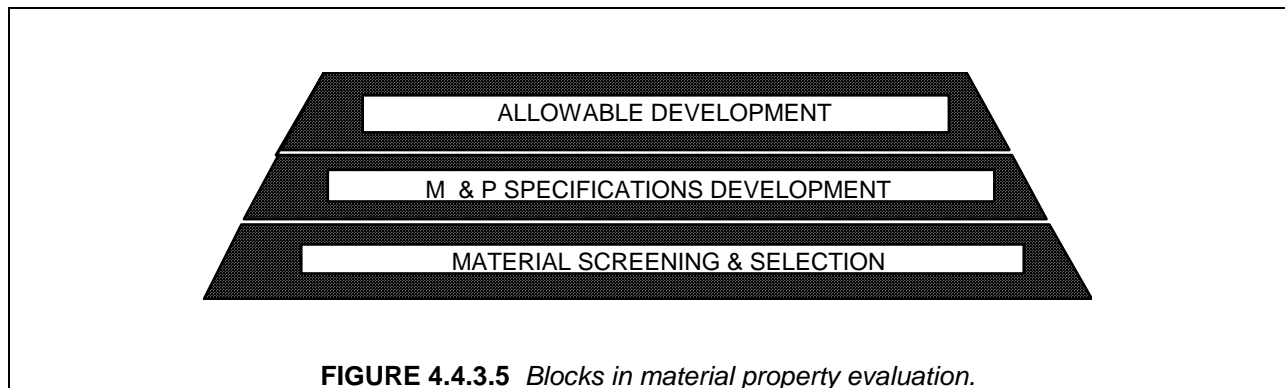 ALLOWABLE DEVELOPMENT
M & P SPECIFICATIONS DEVELOPMENT
MATERIAL SCREENING & SELECTION
FIGURE 4.4.3.5 Blocks in material property evaluation.